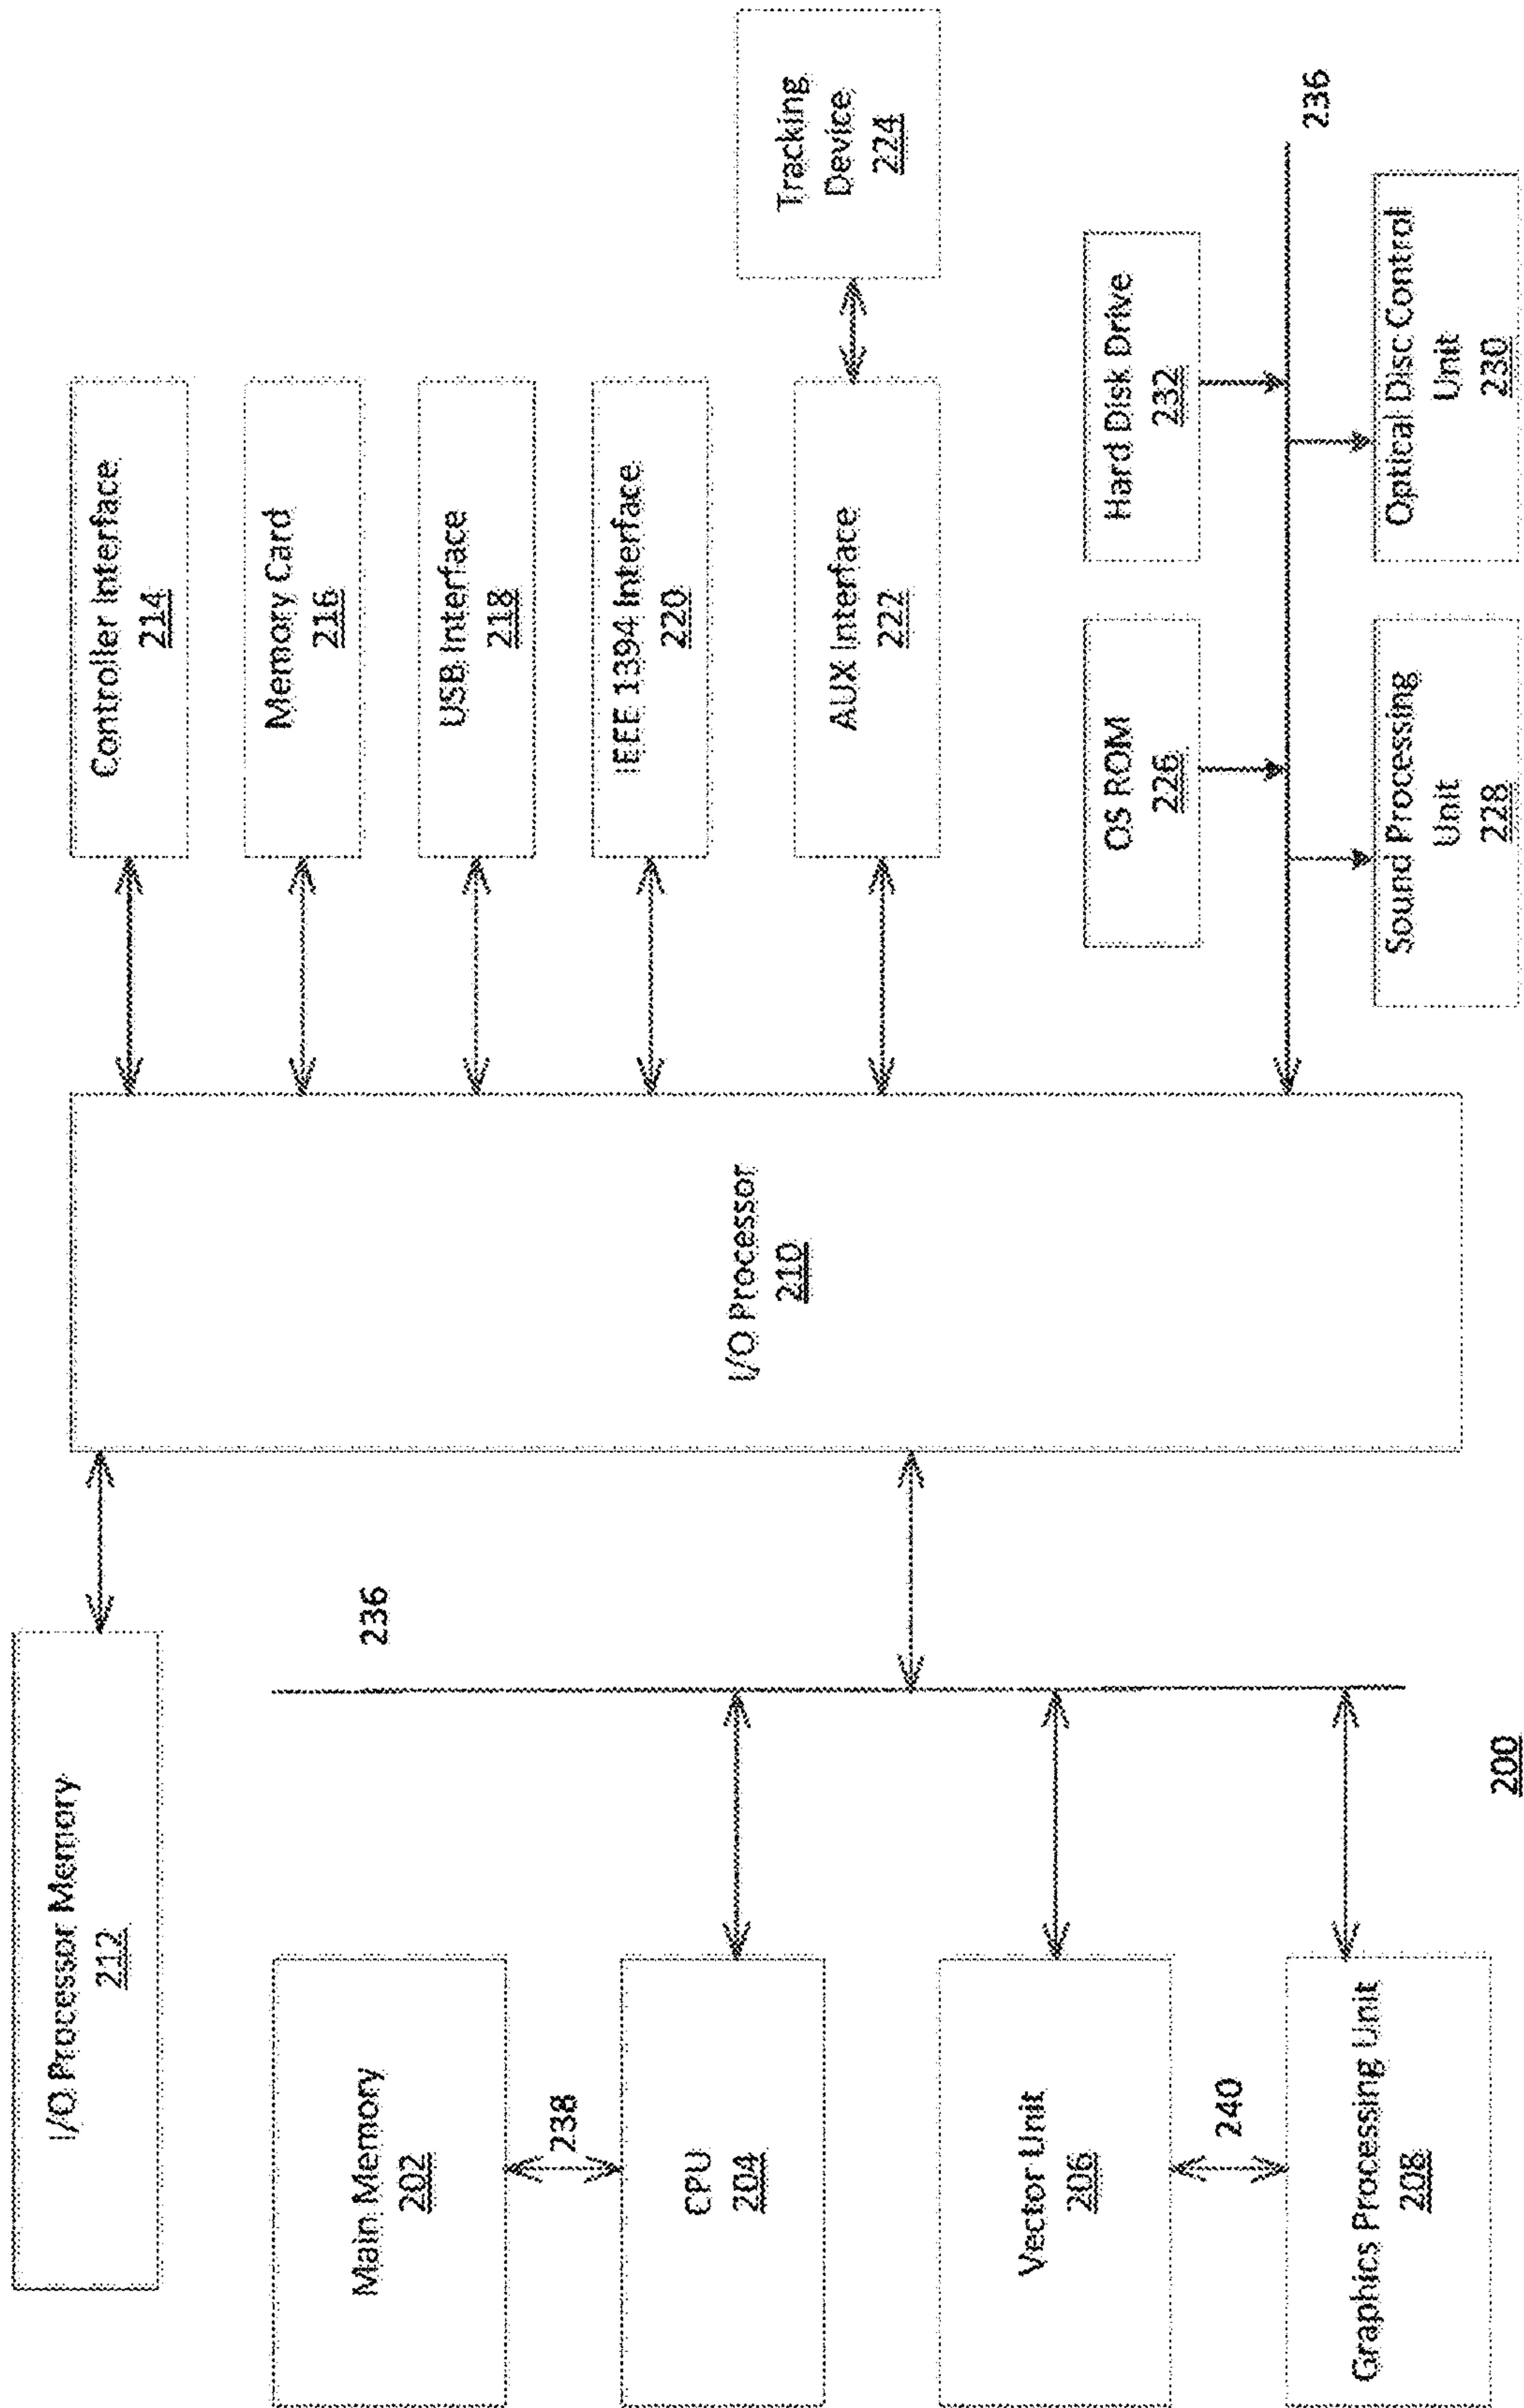 I/O Processor Memory
212
Main Memory
202
238
CPU
204
Vector Unit
206
240
Graphics Processing Unit
208
236
200
I/O Processor
210
Controller Interface
214
Memory Card
216
USB Interface
218
IEEE 1394 Interface
220
AUX Interface
222
Tracking
Device
224
OS ROM
226
Hard Disk Drive
232
236
Sound Processing
Unit
228
Optical Disc Control
Unit
230